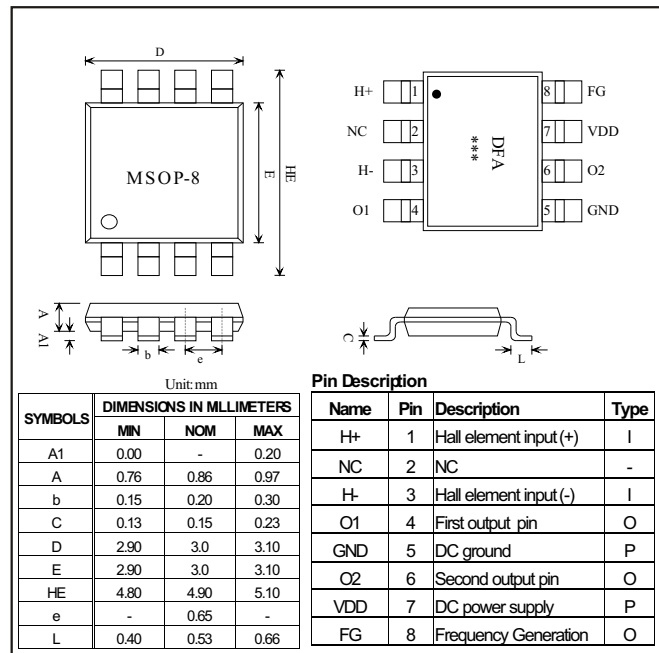 D
MSOP-8
E
HE
A
A1
b
e
H+ 1
NC 2
H- 3
O1 4
8 FG
7 VDD
6 O2
5 GND
DFA
***
C
L
Unit: mm
SYMBOLS DIMENSIONS IN MLLIMETERS
MIN NOM MAX
A1 0.00 - 0.20
A 0.76 0.86 0.97
b 0.15 0.20 0.30
C 0.13 0.15 0.23
D 2.90 3.0 3.10
E 2.90 3.0 3.10
HE 4.80 4.90 5.10
e - 0.65 -
L 0.40 0.53 0.66
Pin Description
Name Pin Description Type
H+ 1 Hall element input (+) I
NC 2 NC -
H- 3 Hall element input (-) I
O1 4 First output pin O
GND 5 DC ground P
O2 6 Second output pin O
VDD 7 DC power supply P
FG 8 Frequency Generation O